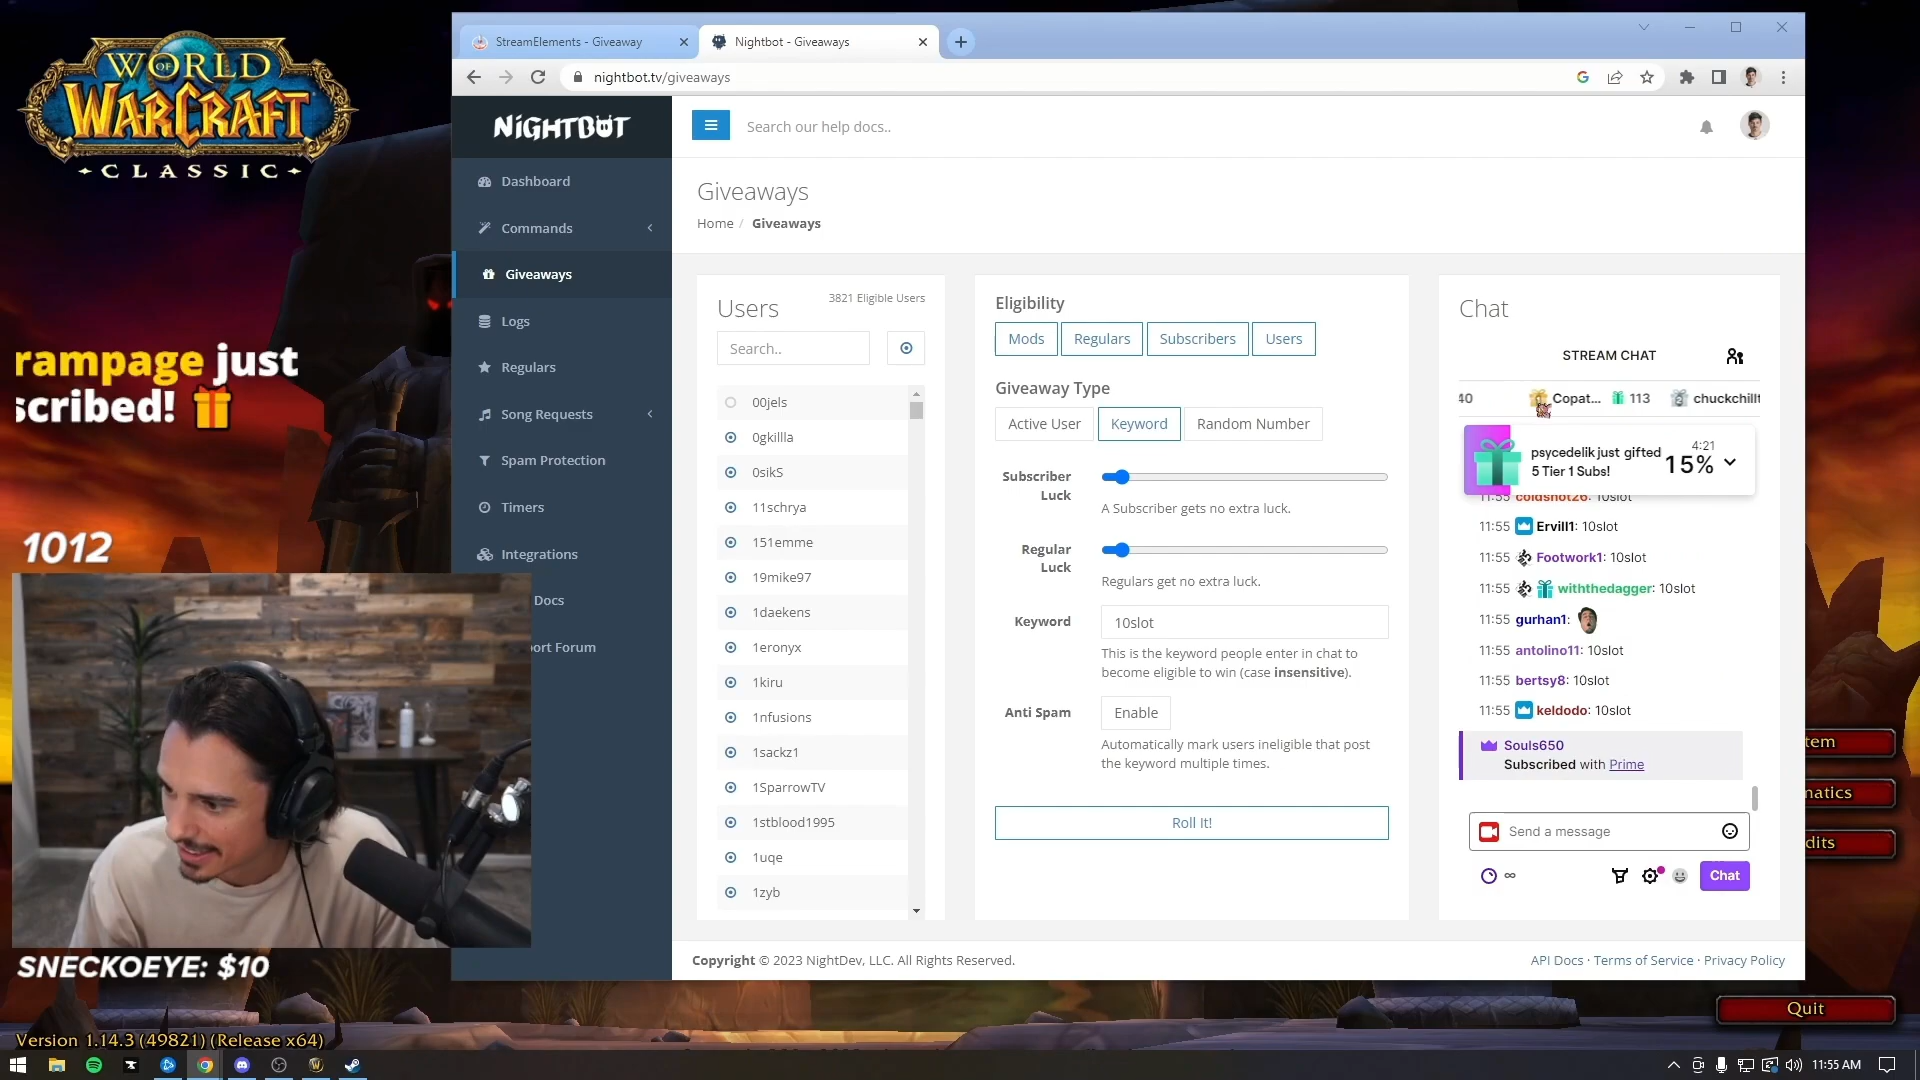 WORLD
OF
WARCRAFT
CLASSIC
rampage just
scribed!
1012
SNECKOEYE: $10
Version 1.14.3 (49821) (Release x64)
StreamElements - Giveaway
Nightbot - Giveaways
nightbot.tv/giveaways
NIGHTBOT
Search our help docs..
Dashboard
Commands
Giveaways
Logs
Regulars
Song Requests
Spam Protection
Timers
Integrations
Docs
ort Forum
Giveaways
Home / Giveaways
Users
3821 Eligible Users
Search..
00jels
0gkillla
0sikS
11schrya
151emme
19mike97
1daekens
1eronyx
1kiru
1nfusions
1sackz1
1SparrowTV
1stblood1995
1uqe
1zyb
Eligibility
Mods
Regulars
Subscribers
Users
Giveaway Type
Active User
Keyword
Random Number
Subscriber
Luck
A Subscriber gets no extra luck.
Regular
Luck
Regulars get no extra luck.
Keyword
10slot
This is the keyword people enter in chat to
become eligible to win (case insensitive).
Anti Spam
Enable
Automatically mark users ineligible that post
the keyword multiple times.
Roll It!
Chat
STREAM CHAT
40
Copat...
113
chuckchillt
psycedelik just gifted
5 Tier 1 Subs!
4:21
15%
11:55 coldshot26: 10slot
11:55 Ervill1: 10slot
11:55 Footwork1: 10slot
11:55 withthedagger: 10slot
11:55 gurhan1:
11:55 antolino11: 10slot
11:55 bertsy8: 10slot
11:55 keldodo: 10slot
Souls650
Subscribed with Prime
Send a message
∞
Chat
Copyright © 2023 NightDev, LLC. All Rights Reserved.
API Docs · Terms of Service · Privacy Policy
tem
natics
dits
Quit
11:55 AM